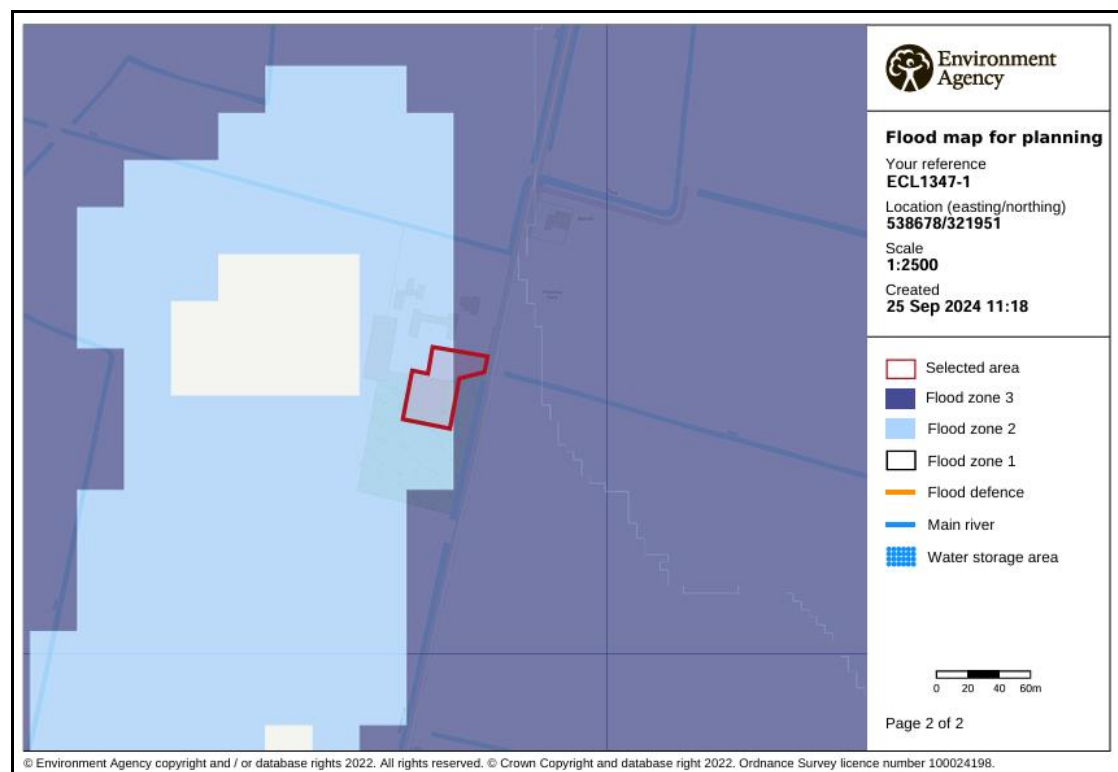 Environment
Agency
Flood map for planning
Your reference
ECL1347-1
Location (easting/northing)
538678/321951
Scale
1:2500
Created
25 Sep 2024 11:18
Selected area
Flood zone 3
Flood zone 2
Flood zone 1
Flood defence
Main river
Water storage area
0 20 40 60m
Page 2 of 2
© Environment Agency copyright and / or database rights 2022. All rights reserved. © Crown Copyright and database right 2022. Ordnance Survey licence number 100024198.